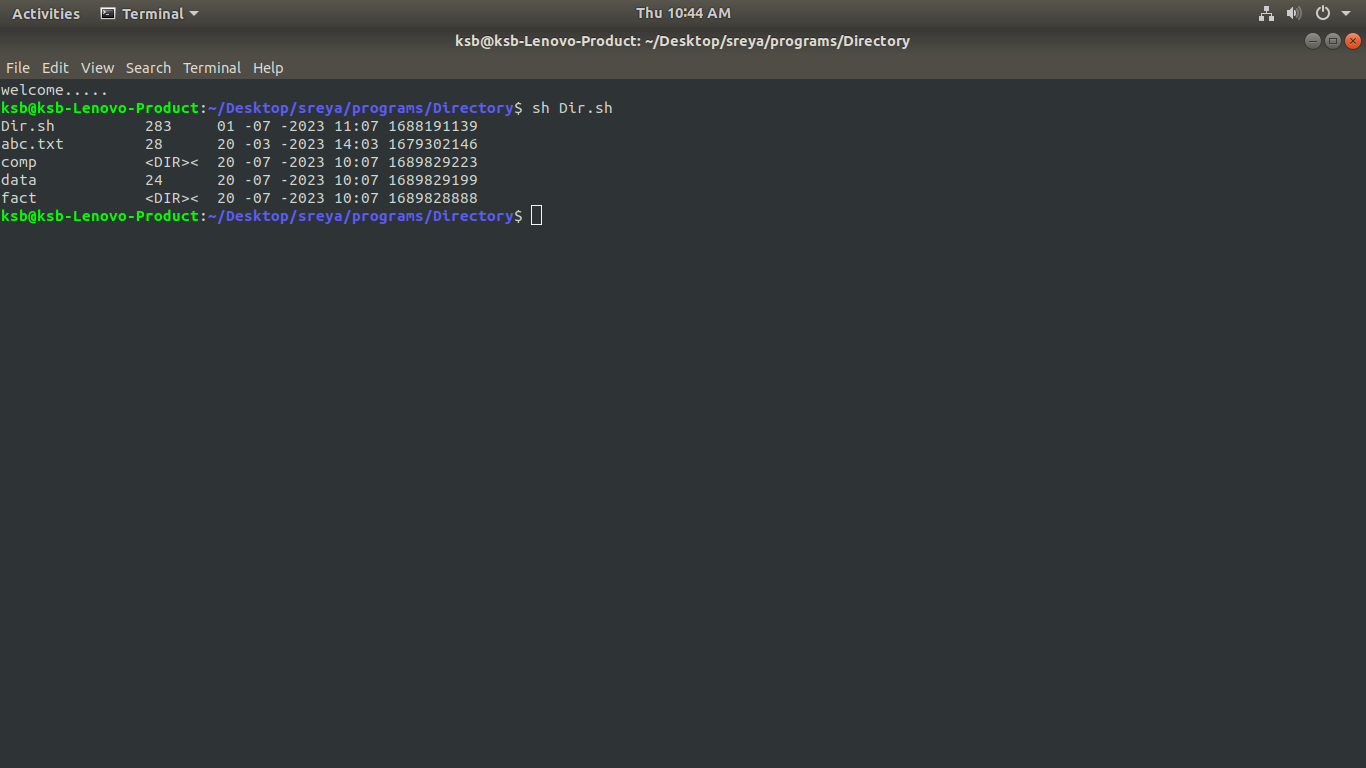 Activities Terminal Thu 10:44 AM
ksb@ksb-Lenovo-Product: ~/Desktop/sreya/programs/Directory
File Edit View Search Terminal Help
welcome.....
ksb@ksb-Lenovo-Product:~/Desktop/sreya/programs/Directory$ sh Dir.sh
Dir.sh          283     01 -07 -2023 11:07 1688191139
abc.txt         28      20 -03 -2023 14:03 1679302146
comp            <DIR><  20 -07 -2023 10:07 1689829223
data            24      20 -07 -2023 10:07 1689829199
fact            <DIR><  20 -07 -2023 10:07 1689828888
ksb@ksb-Lenovo-Product:~/Desktop/sreya/programs/Directory$